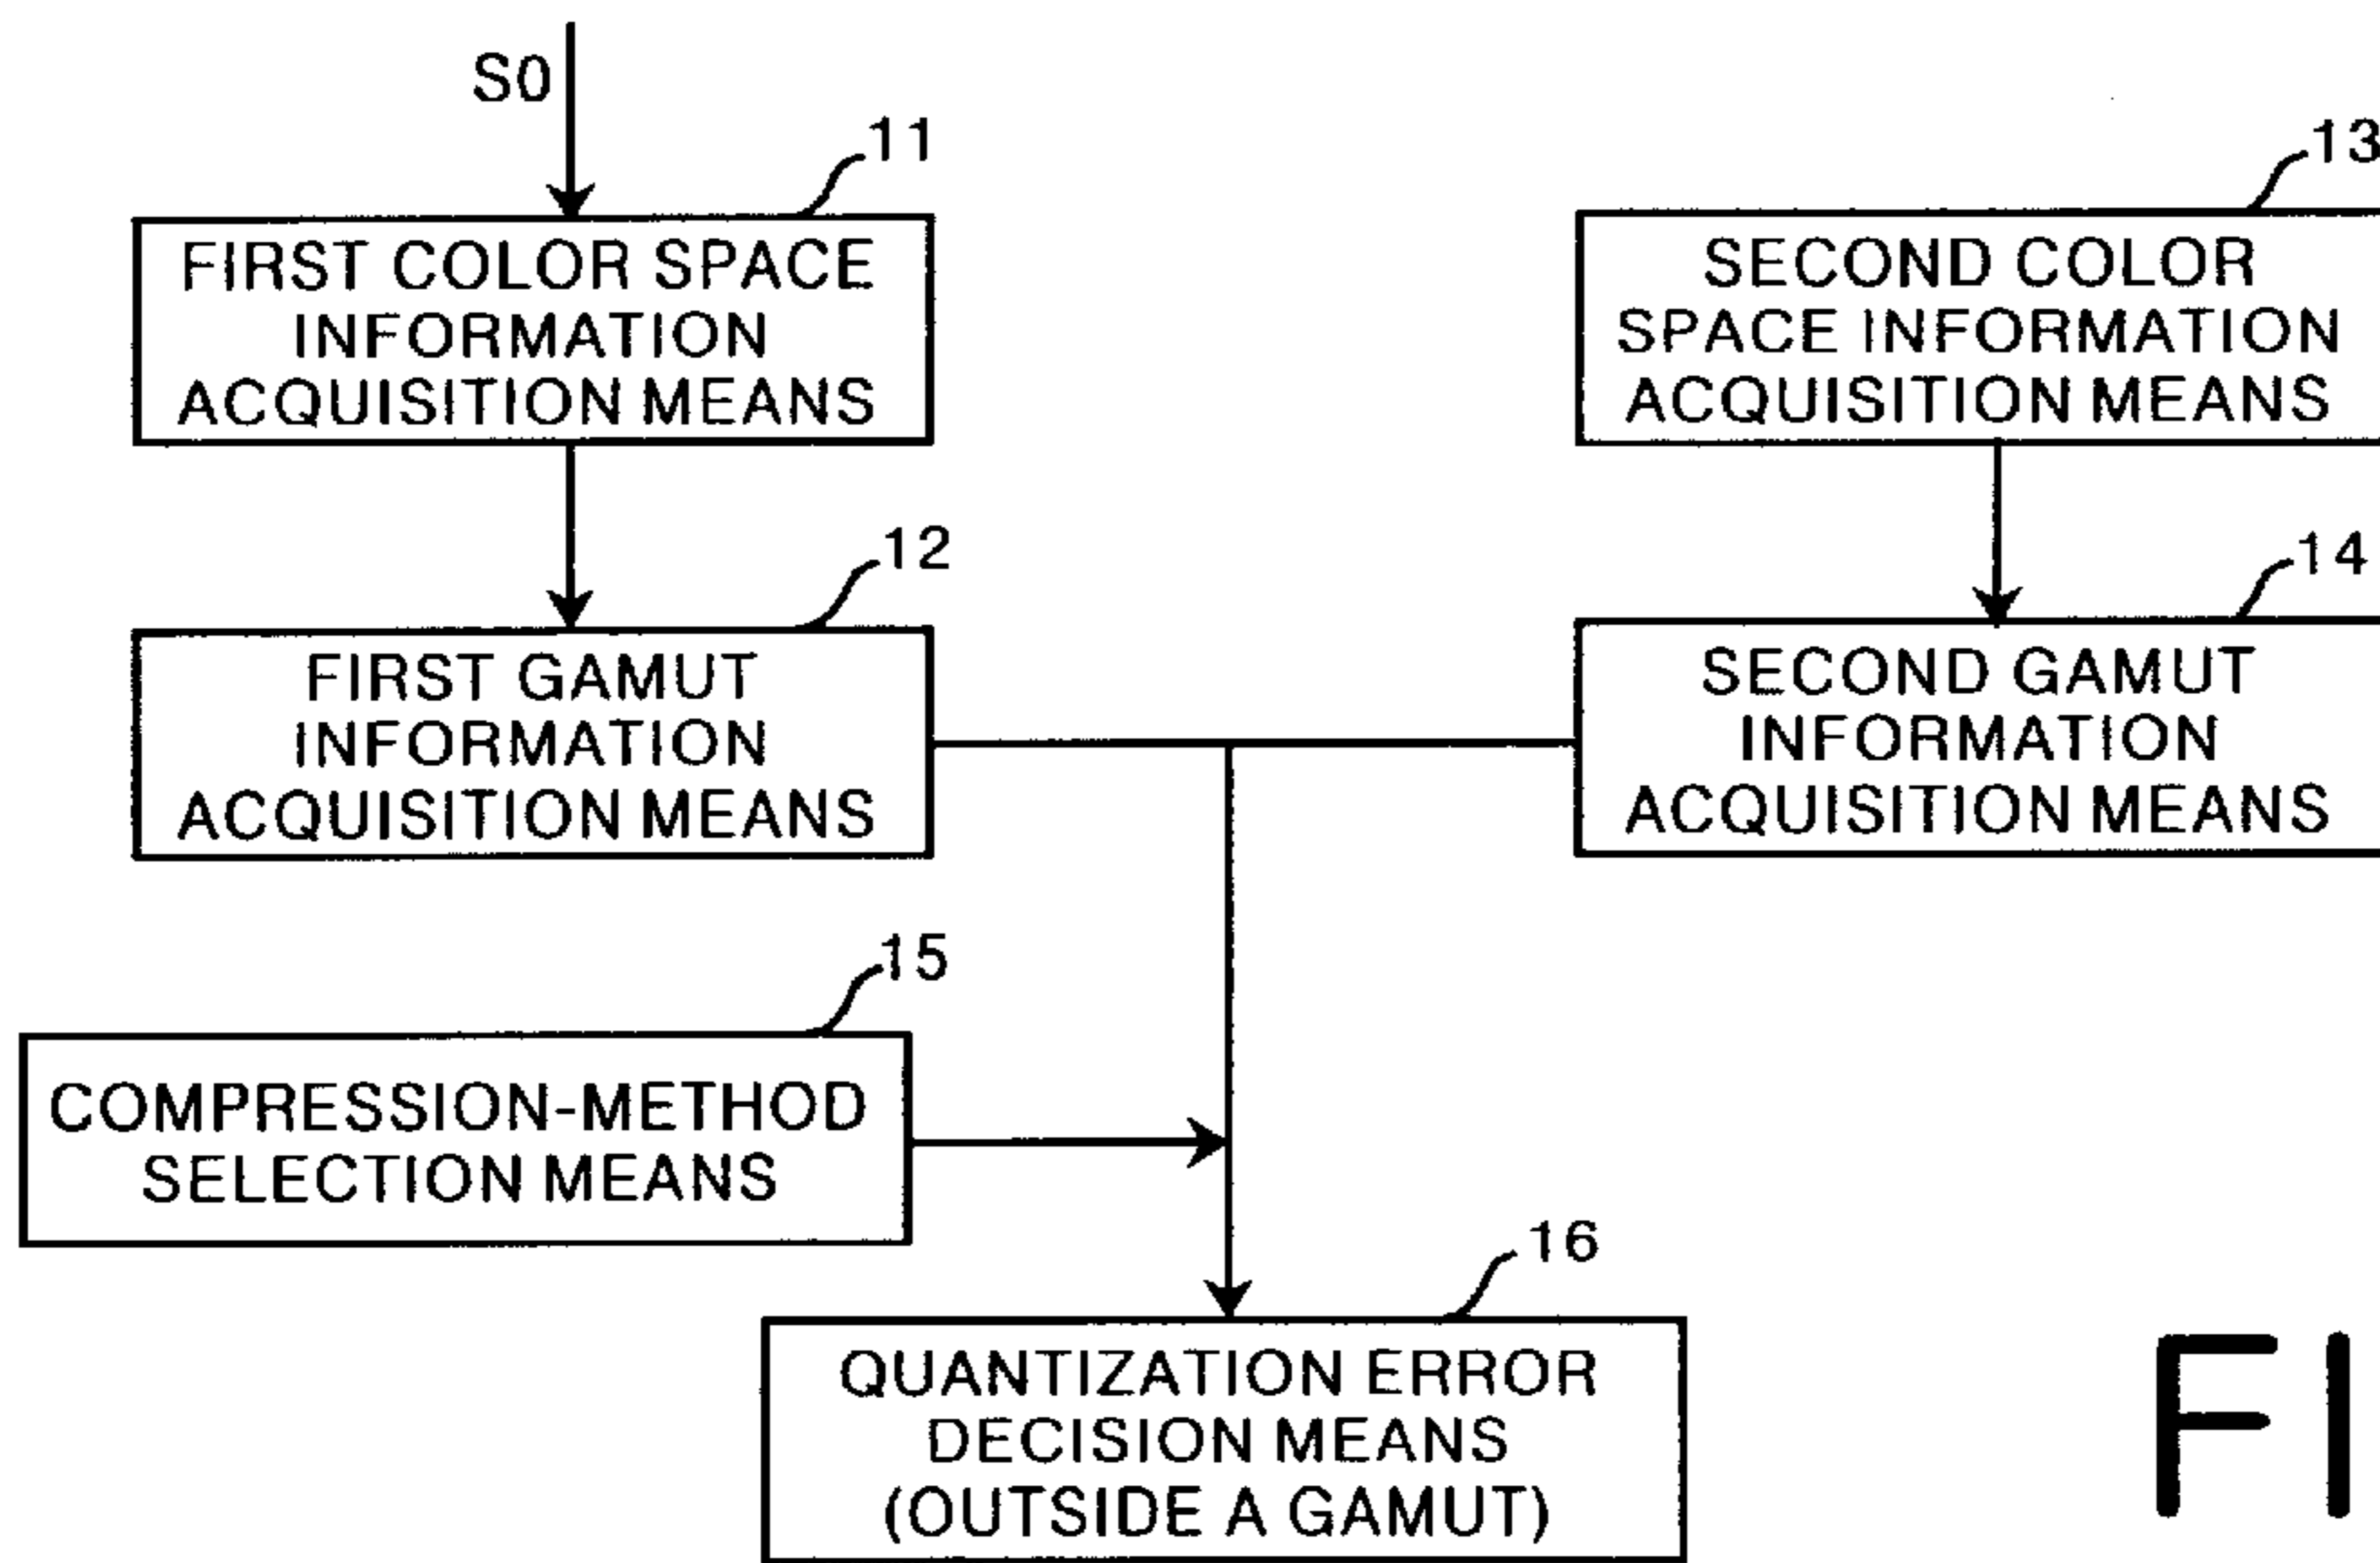 S0
11
FIRST COLOR SPACE
INFORMATION
ACQUISITION MEANS
13
SECOND COLOR
SPACE INFORMATION
ACQUISITION MEANS
12
FIRST GAMUT
INFORMATION
ACQUISITION MEANS
14
SECOND GAMUT
INFORMATION
ACQUISITION MEANS
15
COMPRESSION-METHOD
SELECTION MEANS
16
QUANTIZATION ERROR
DECISION MEANS
(OUTSIDE A GAMUT)
FI